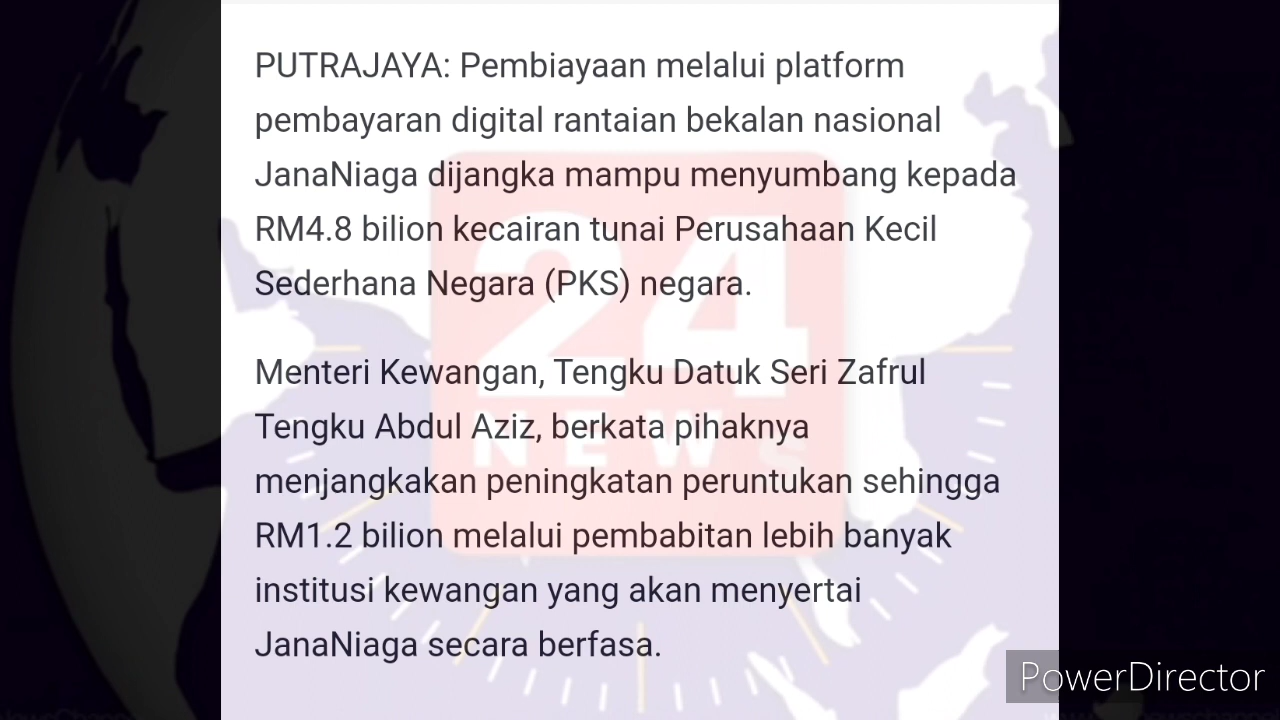 PUTRAJAYA: Pembiayaan melalui platform
pembayaran digital rantaian bekalan nasional
JanaNiaga dijangka mampu menyumbang kepada
RM4.8 bilion kecairan tunai Perusahaan Kecil
Sederhana Negara (PKS) negara.
Menteri Kewangan, Tengku Datuk Seri Zafrul
Tengku Abdul Aziz, berkata pihaknya
menjangkakan peningkatan peruntukan sehingga
RM1.2 bilion melalui pembabitan lebih banyak
institusi kewangan yang akan menyertai
JanaNiaga secara berfasa.
24
NEWS
PowerDirector